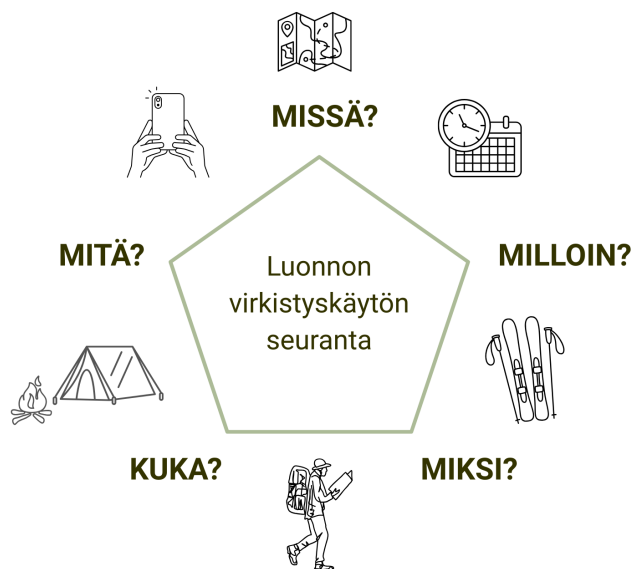 MISSÄ?
MITÄ?
MILLOIN?
Luonnon
virkistyskäytön
seuranta
KUKA?
MIKSI?